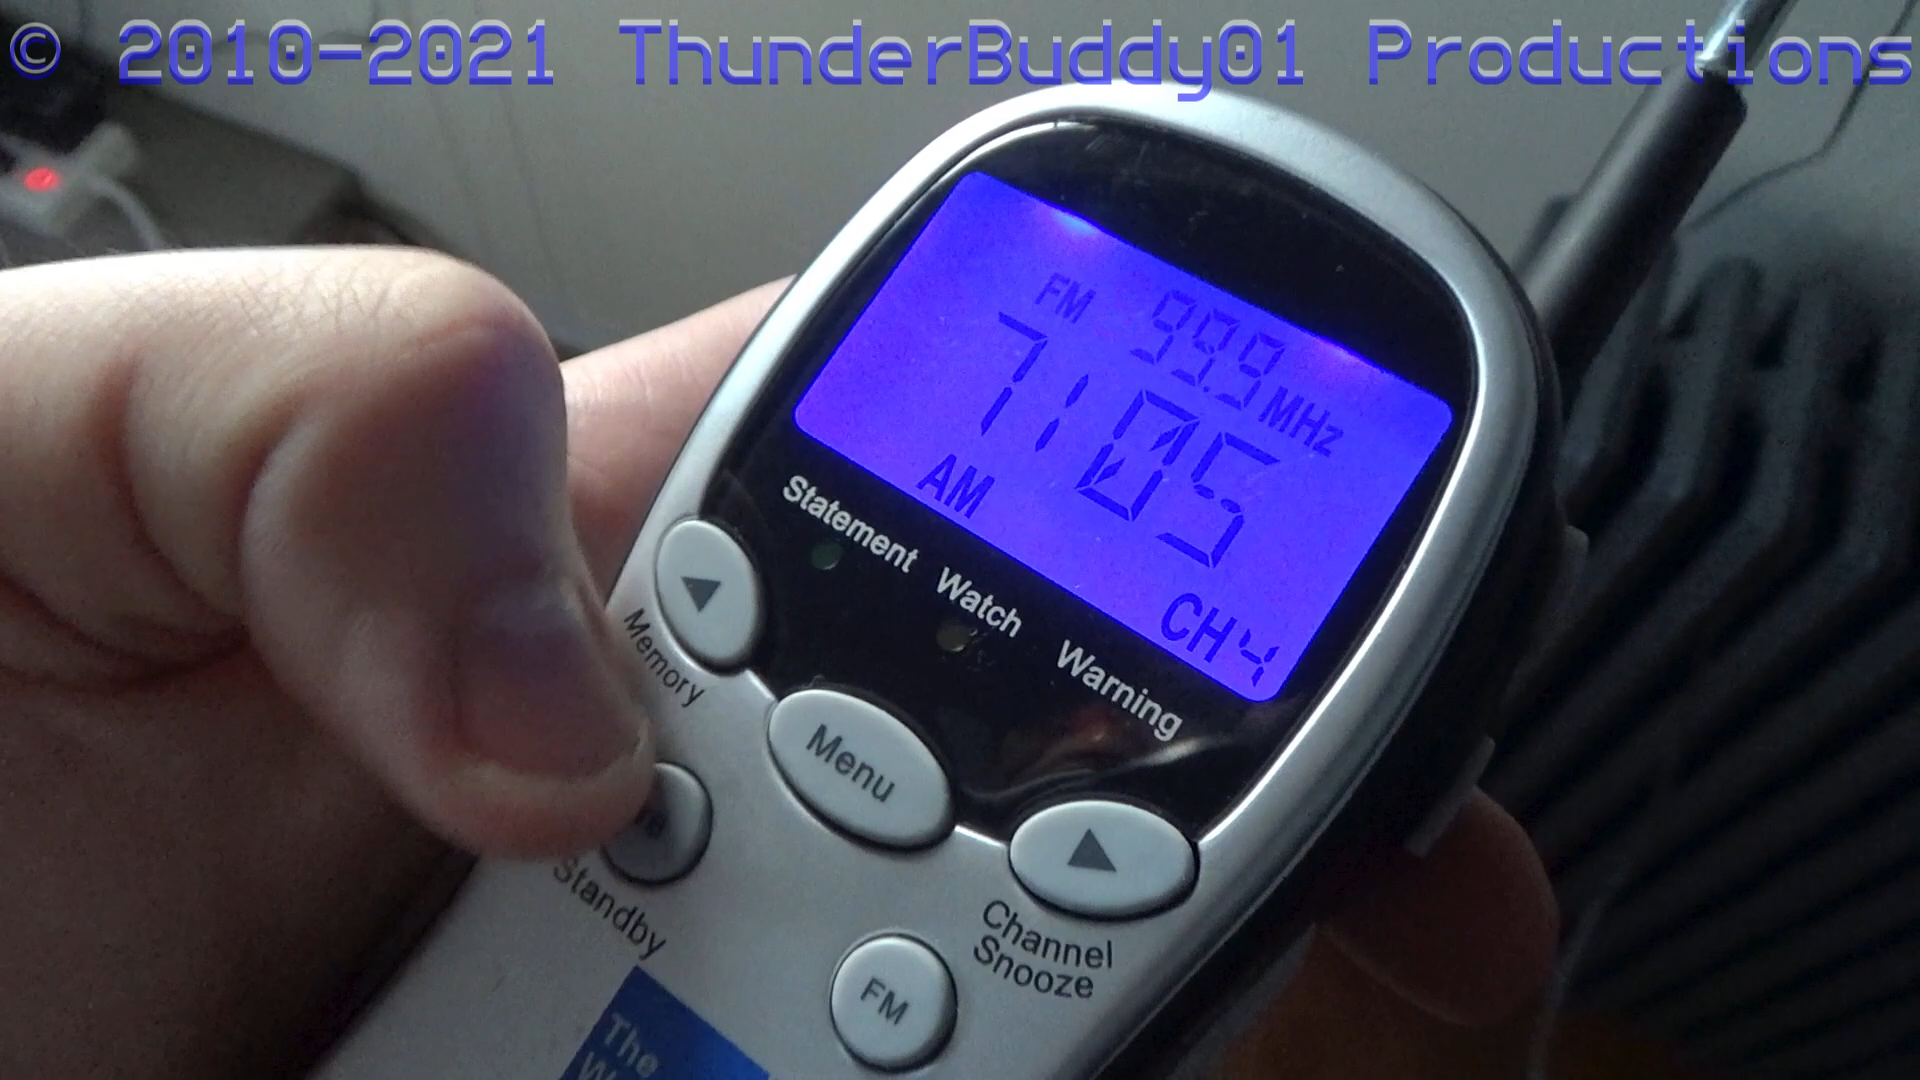 © 2010-2021 ThunderBuddy01 Productions
FM 99.9 MHz
7:05
AM
CH 4
Statement Watch Warning
Memory
Menu
Standby
Channel
Snooze
FM
The